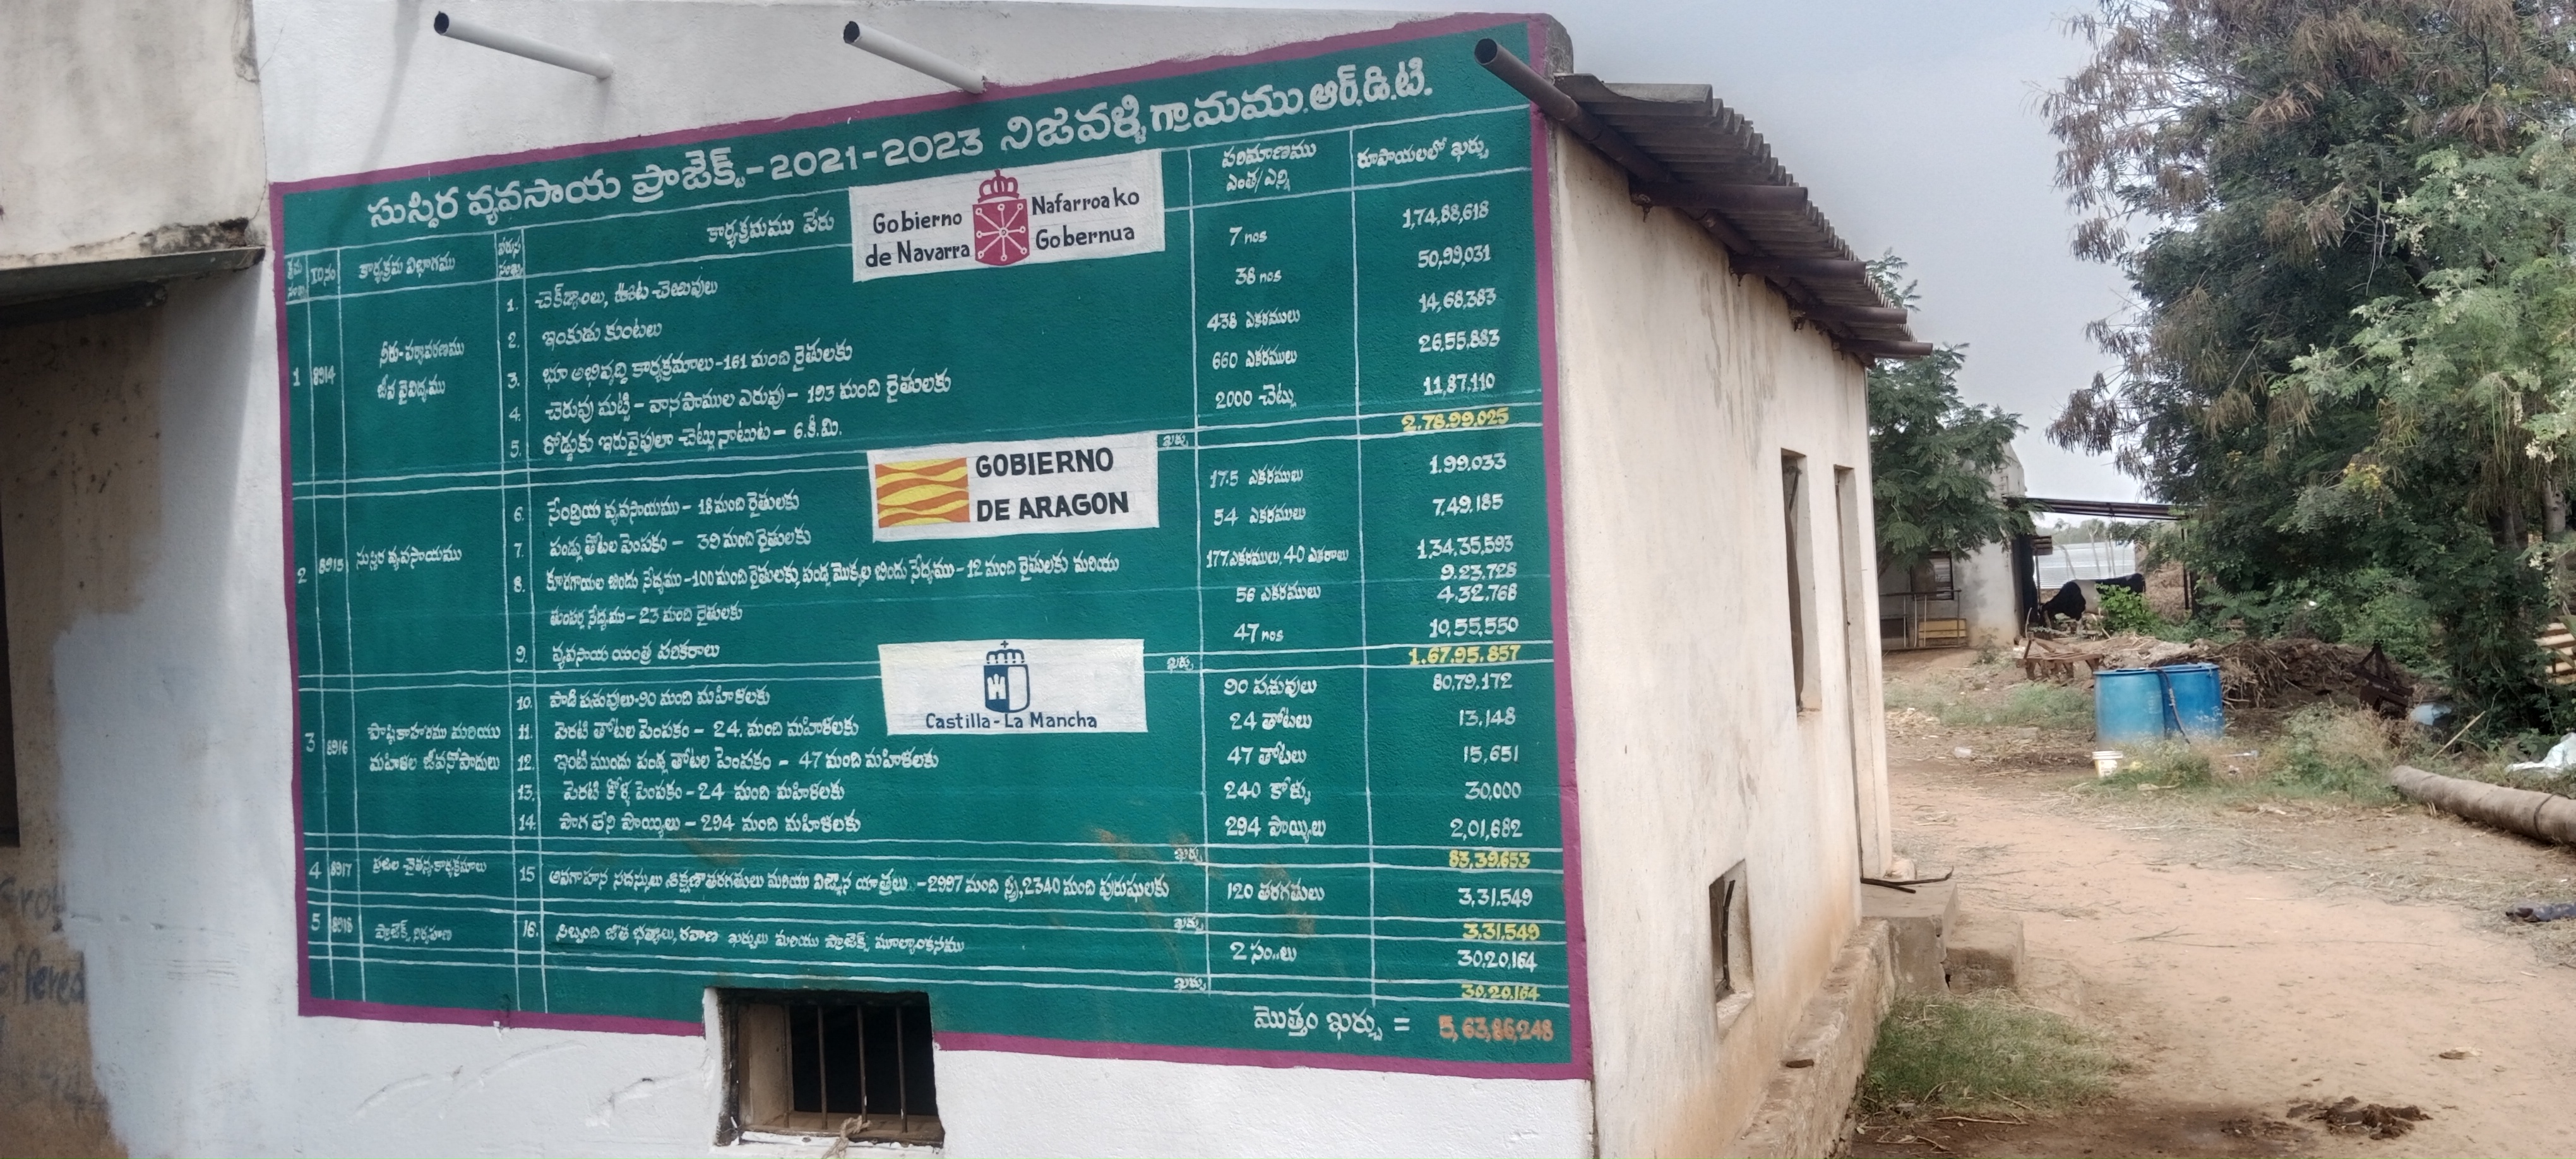 సుస్థిర వ్యవసాయ ప్రాజెక్ట్-2021-2023 నిజవళ్ళి గ్రామము. ఆర్.డి.టి.
క్రమ సంఖ్య ID.నం కార్యక్రమ విభాగము వరుస సంఖ్య కార్యక్రమము పేరు పరిమాణము ఎంత/ఎన్ని రూపాయలలో ఖర్చు
Gobierno de Navarra Nafarroako Gobernua
1 8914 నీరు-పర్యావరణము జీవ వైవిధ్యము
1. చెక్‌డ్యాంలు, ఊట చెఱువులు 7 nos 1,74,88,618
2. ఇంకుడు కుంటలు 38 nos 50,99,031
3. భూ అభివృద్ధి కార్యక్రమాలు-161 మంది రైతులకు 438 ఎకరములు 14,68,383
4. చెరువు మట్టి - వానపాముల ఎరువు - 193 మంది రైతులకు 660 ఎకరములు 26,55,883
5. రోడ్డుకు ఇరువైపులా చెట్లునాటుట - 6.కి.మి. 2000 చెట్లు 11,87,110
ఖర్చు 2,78,99,025
GOBIERNO DE ARAGON
2 8915 సుస్థిర వ్యవసాయము
6. సేంద్రియ వ్యవసాయము - 18 మంది రైతులకు 17.5 ఎకరములు 1.99,033
7. పండ్లతోటల పెంపకం - 39 మంది రైతులకు 54 ఎకరములు 7,49,185
8. కూరగాయల బిందు సేద్యము -100 మంది రైతులకు, పండ్ల మొక్కల బిందు సేద్యము - 12 మంది రైతులకు మరియు 177 ఎకరములు, 40 ఎకరాలు 1,34,35,593
9.23,728
తుంపర్ల సేద్యము - 23 మంది రైతులకు 56 ఎకరములు 4.32,768
9. వ్యవసాయ యంత్ర పరికరాలు 47 nos 10,55,550
ఖర్చు 1.67,95,857
Castilla-La Mancha
3 8916 పౌష్టికాహారము మరియు మహిళల జీవనోపాదులు
10. పాడి పశువులు-90 మంది మహిళలకు 90 పశువులు 80,79,172
11. పెరటి తోటల పెంపకం - 24 మంది మహిళలకు 24 తోటలు 13,148
12. ఇంటి ముందు పండ్ల తోటల పెంపకం - 47 మంది మహిళలకు 47 తోటలు 15,651
13. పెరటి కోళ్ళ పెంపకం - 24 మంది మహిళలకు 240 కోళ్ళు 30,000
14. పొగ లేని పొయ్యిలు - 294 మంది మహిళలకు 294 పొయ్యిలు 2,01,682
ఖర్చు 83,39,653
4 8917 ప్రజల చైతన్య కార్యక్రమాలు 15 అవగాహన సదస్సులు శిక్షణా తరగతులు మరియు విజ్ఞాన యాత్రలు - 2997 మంది స్త్రీ, 2340 మంది పురుషులకు 120 తరగతులు 3,31,549
ఖర్చు 3,31,549
5 8918 ప్రాజెక్ట్ నిర్వహణ 16. సిబ్బంది జీత భత్యాలు, రవాణ ఖర్చులు మరియు ప్రాజెక్ట్ మూల్యాంకనము 2 సం..లు 30,20,164
ఖర్చు 30,20,164
మొత్తం ఖర్చు = 5,63,86,248